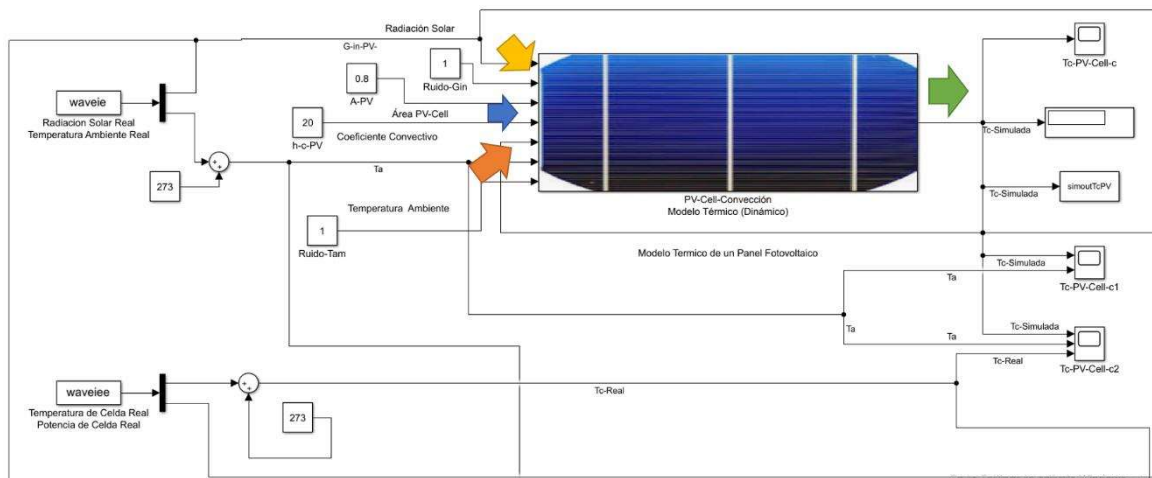 Radiación Solar
G-in-PV-
1
Ruido-Gin
0.8
A-PV
Área PV-Cell
20
h-c-PV
Coeficiente Convectivo
waveie
Radiacion Solar Real
Temperatura Ambiente Real
273
+
+
Ta
Temperatura Ambiente
1
Ruido-Tam
PV-Cell-Convección
Modelo Térmico (Dinámico)
Modelo Termico de un Panel Fotovoltaico
Tc-PV-Cell-c
Tc-Simulada
Tc-Simulada
simoutTcPV
Tc-Simulada
Ta
Tc-PV-Cell-c1
Ta
Tc-Simulada
Ta
Tc-Real
Tc-PV-Cell-c2
waveiee
Temperatura de Celda Real
Potencia de Celda Real
+
+
273
Tc-Real